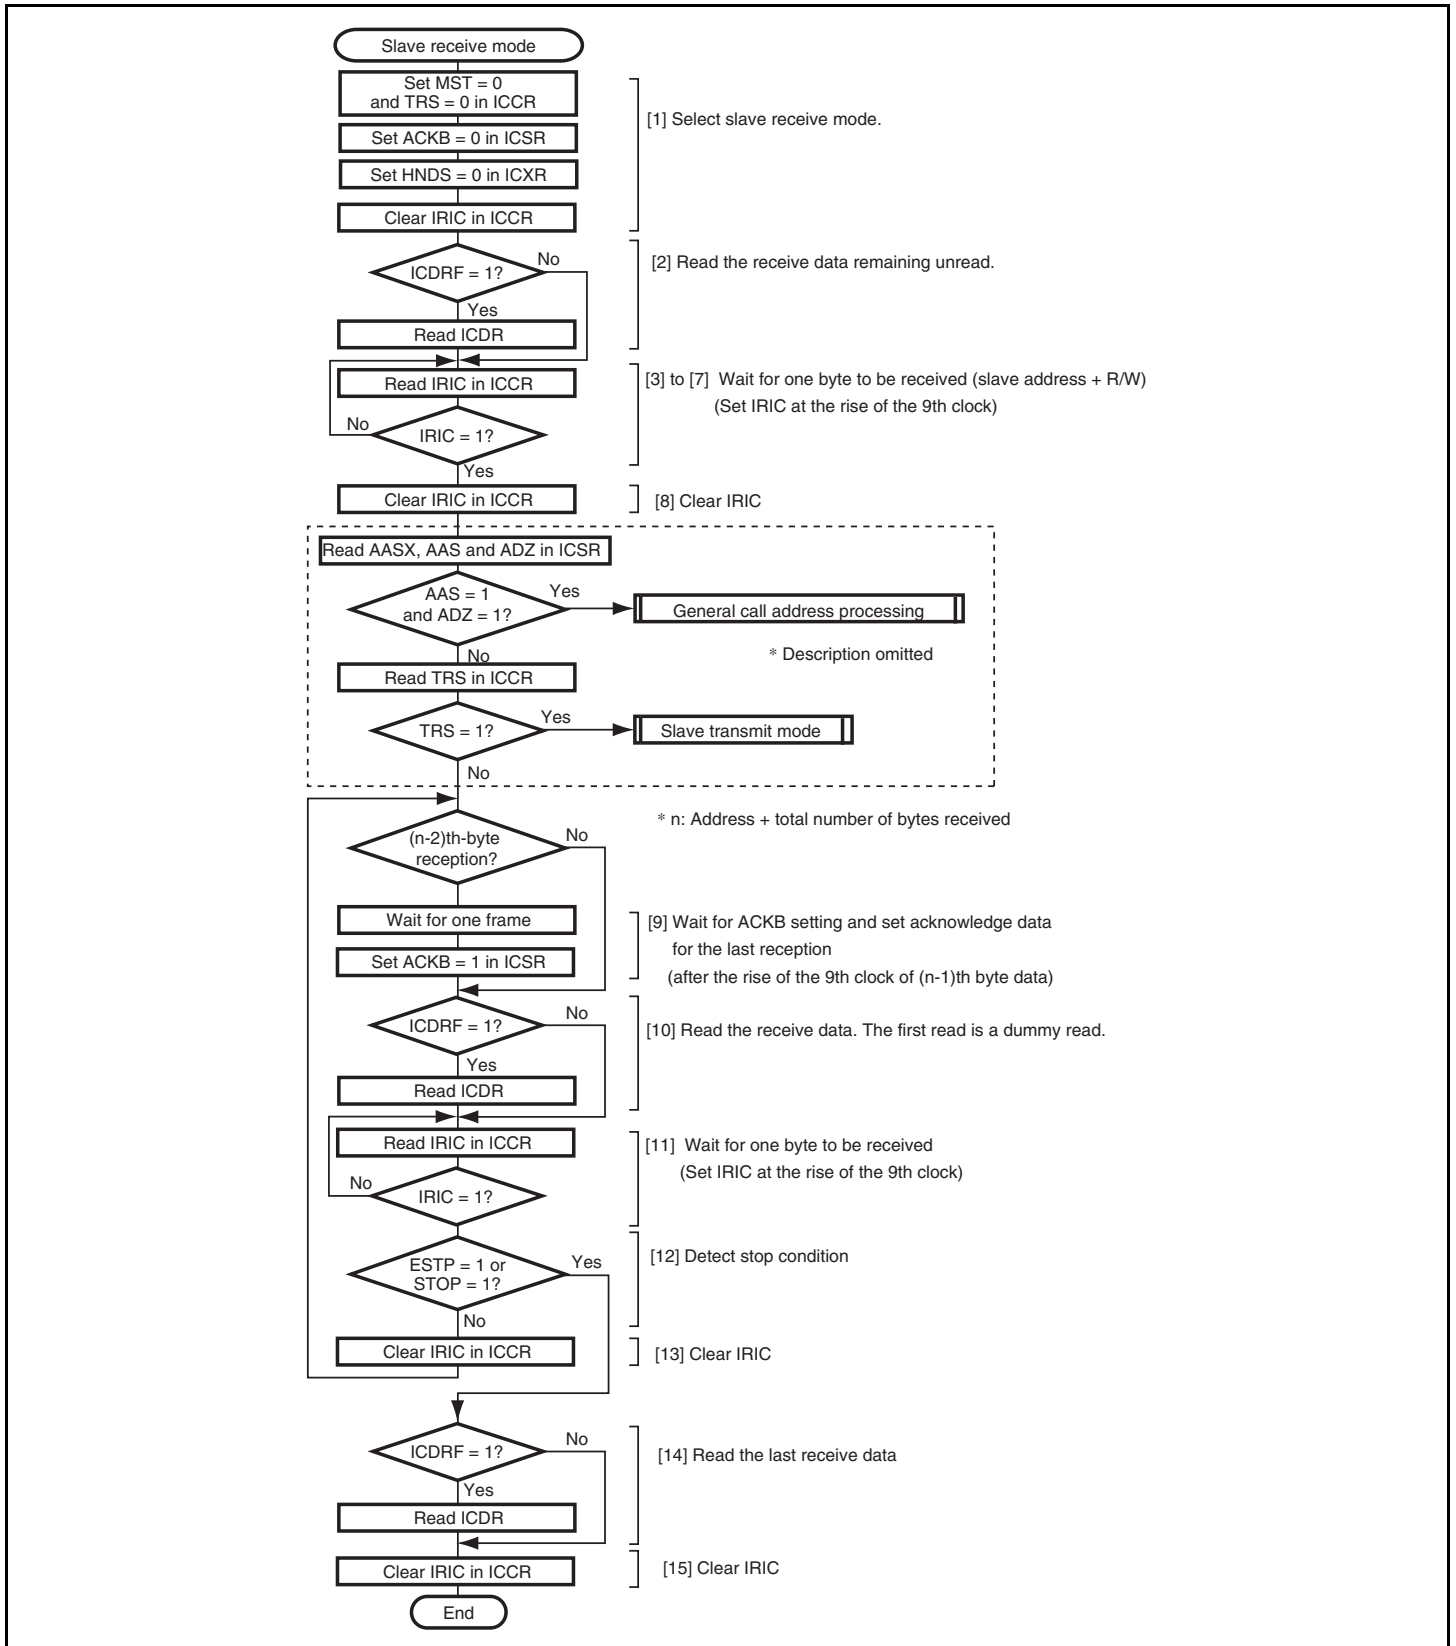 Slave receive mode
Set MST = 0
and TRS = 0 in ICCR
[1] Select slave receive mode.
Set ACKB = 0 in ICSR
Set HNDS = 0 in ICXR
Clear IRIC in ICCR
ICDRF = 1?
No
[2] Read the receive data remaining unread.
Yes
Read ICDR
Read IRIC in ICCR
[3] to [7] Wait for one byte to be received (slave address + R/W)
(Set IRIC at the rise of the 9th clock)
No
IRIC = 1?
Yes
Clear IRIC in ICCR
[8] Clear IRIC
Read AASX, AAS and ADZ in ICSR
AAS = 1
and ADZ = 1?
Yes
General call address processing
No
* Description omitted
Read TRS in ICCR
TRS = 1?
Yes
Slave transmit mode
No
* n: Address + total number of bytes received
(n-2)th-byte
reception?
No
Wait for one frame
[9] Wait for ACKB setting and set acknowledge data
for the last reception
Set ACKB = 1 in ICSR
(after the rise of the 9th clock of (n-1)th byte data)
ICDRF = 1?
No
[10] Read the receive data. The first read is a dummy read.
Yes
Read ICDR
Read IRIC in ICCR
[11] Wait for one byte to be received
(Set IRIC at the rise of the 9th clock)
No
IRIC = 1?
ESTP = 1 or
STOP = 1?
Yes
[12] Detect stop condition
No
Clear IRIC in ICCR
[13] Clear IRIC
ICDRF = 1?
No
[14] Read the last receive data
Yes
Read ICDR
Clear IRIC in ICCR
[15] Clear IRIC
End